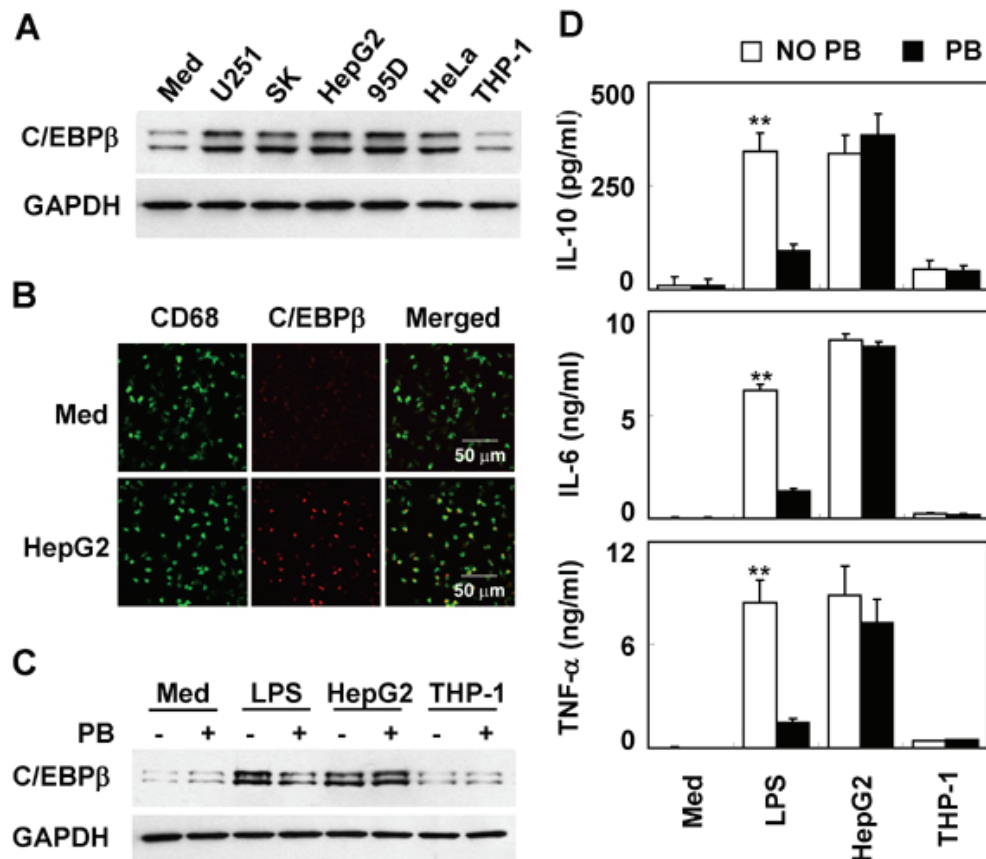 A
Med U251 SK HepG2 95D HeLa THP-1
C/EBPβ
GAPDH
B
CD68 C/EBPβ Merged
Med
50 μm
HepG2
50 μm
C
Med LPS HepG2 THP-1
PB - + - + - + - +
C/EBPβ
GAPDH
D
NO PB PB
IL-10 (pg/ml)
500
250
0
**
IL-6 (ng/ml)
10
5
0
**
TNF-α (ng/ml)
12
6
0
**
Med LPS HepG2 THP-1